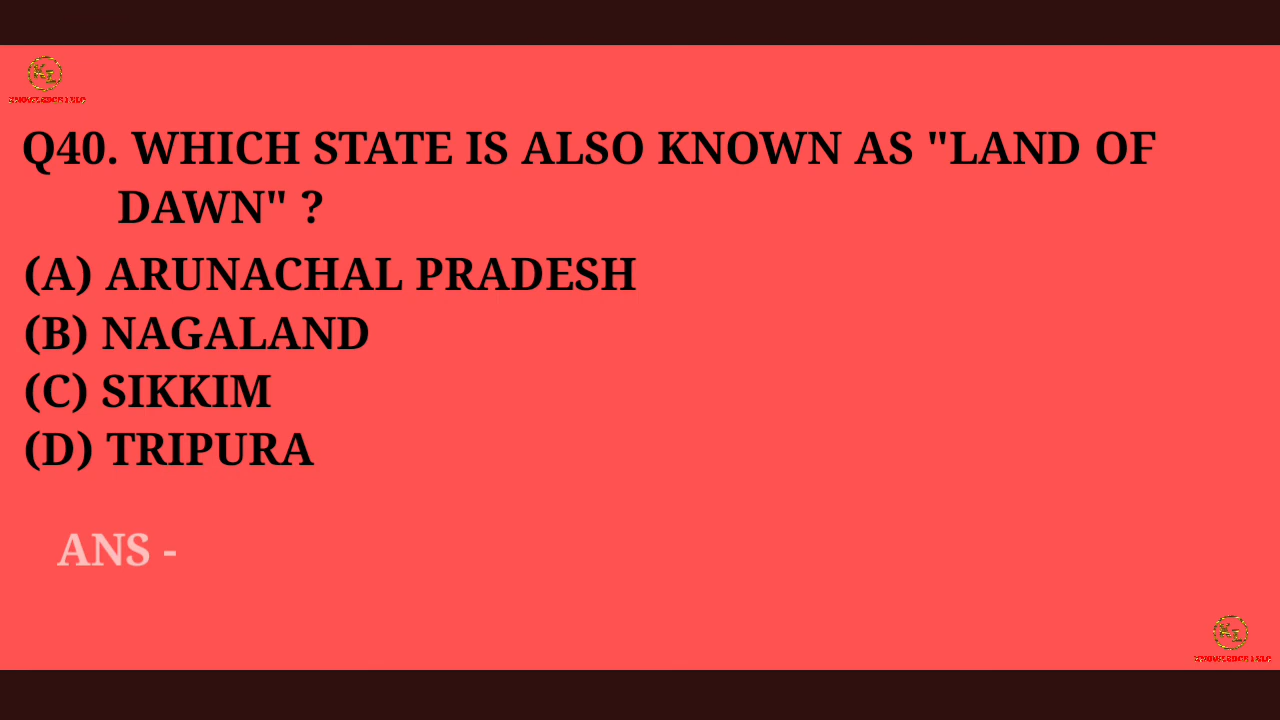 Q40. WHICH STATE IS ALSO KNOWN AS "LAND OF
DAWN" ?
(A) ARUNACHAL PRADESH
(B) NAGALAND
(C) SIKKIM
(D) TRIPURA
ANS -